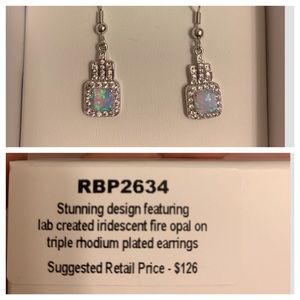 RBP2634
Stunning design featuring
lab created iridescent fire opal on
triple rhodium plated earrings
Suggested Retail Price - $126